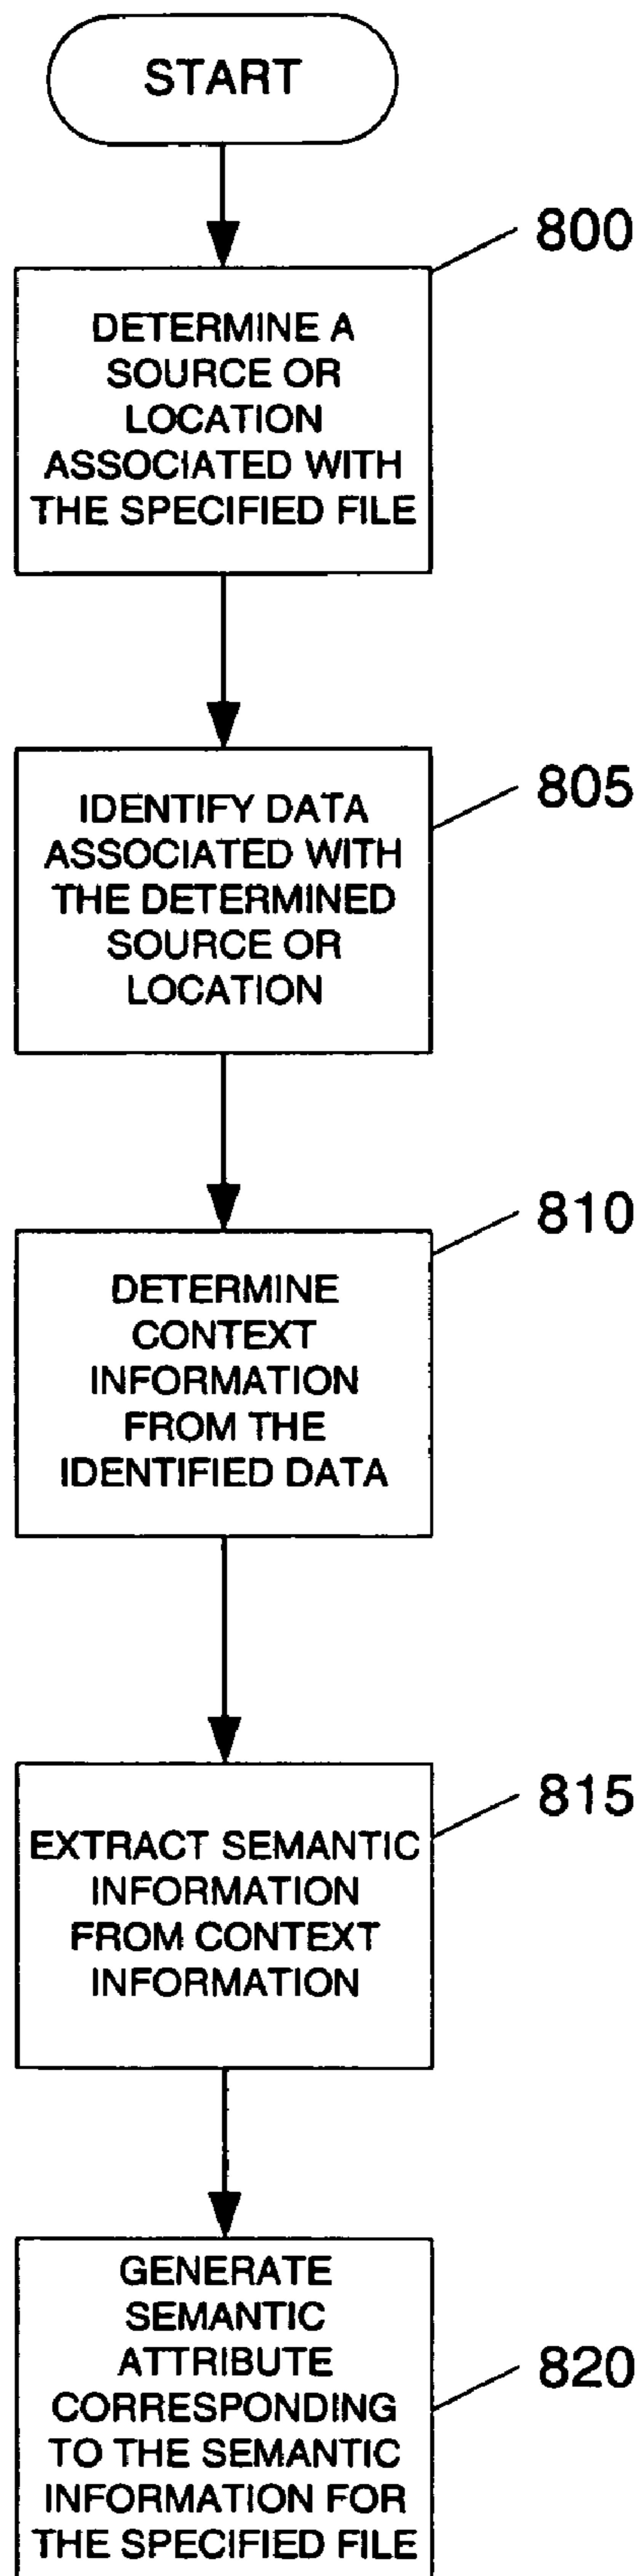 START
800
DETERMINE A
SOURCE OR
LOCATION
ASSOCIATED WITH
THE SPECIFIED FILE
805
IDENTIFY DATA
ASSOCIATED WITH
THE DETERMINED
SOURCE OR
LOCATION
810
DETERMINE
CONTEXT
INFORMATION
FROM THE
IDENTIFIED DATA
815
EXTRACT SEMANTIC
INFORMATION
FROM CONTEXT
INFORMATION
820
GENERATE
SEMANTIC
ATTRIBUTE
CORRESPONDING
TO THE SEMANTIC
INFORMATION FOR
THE SPECIFIED FILE